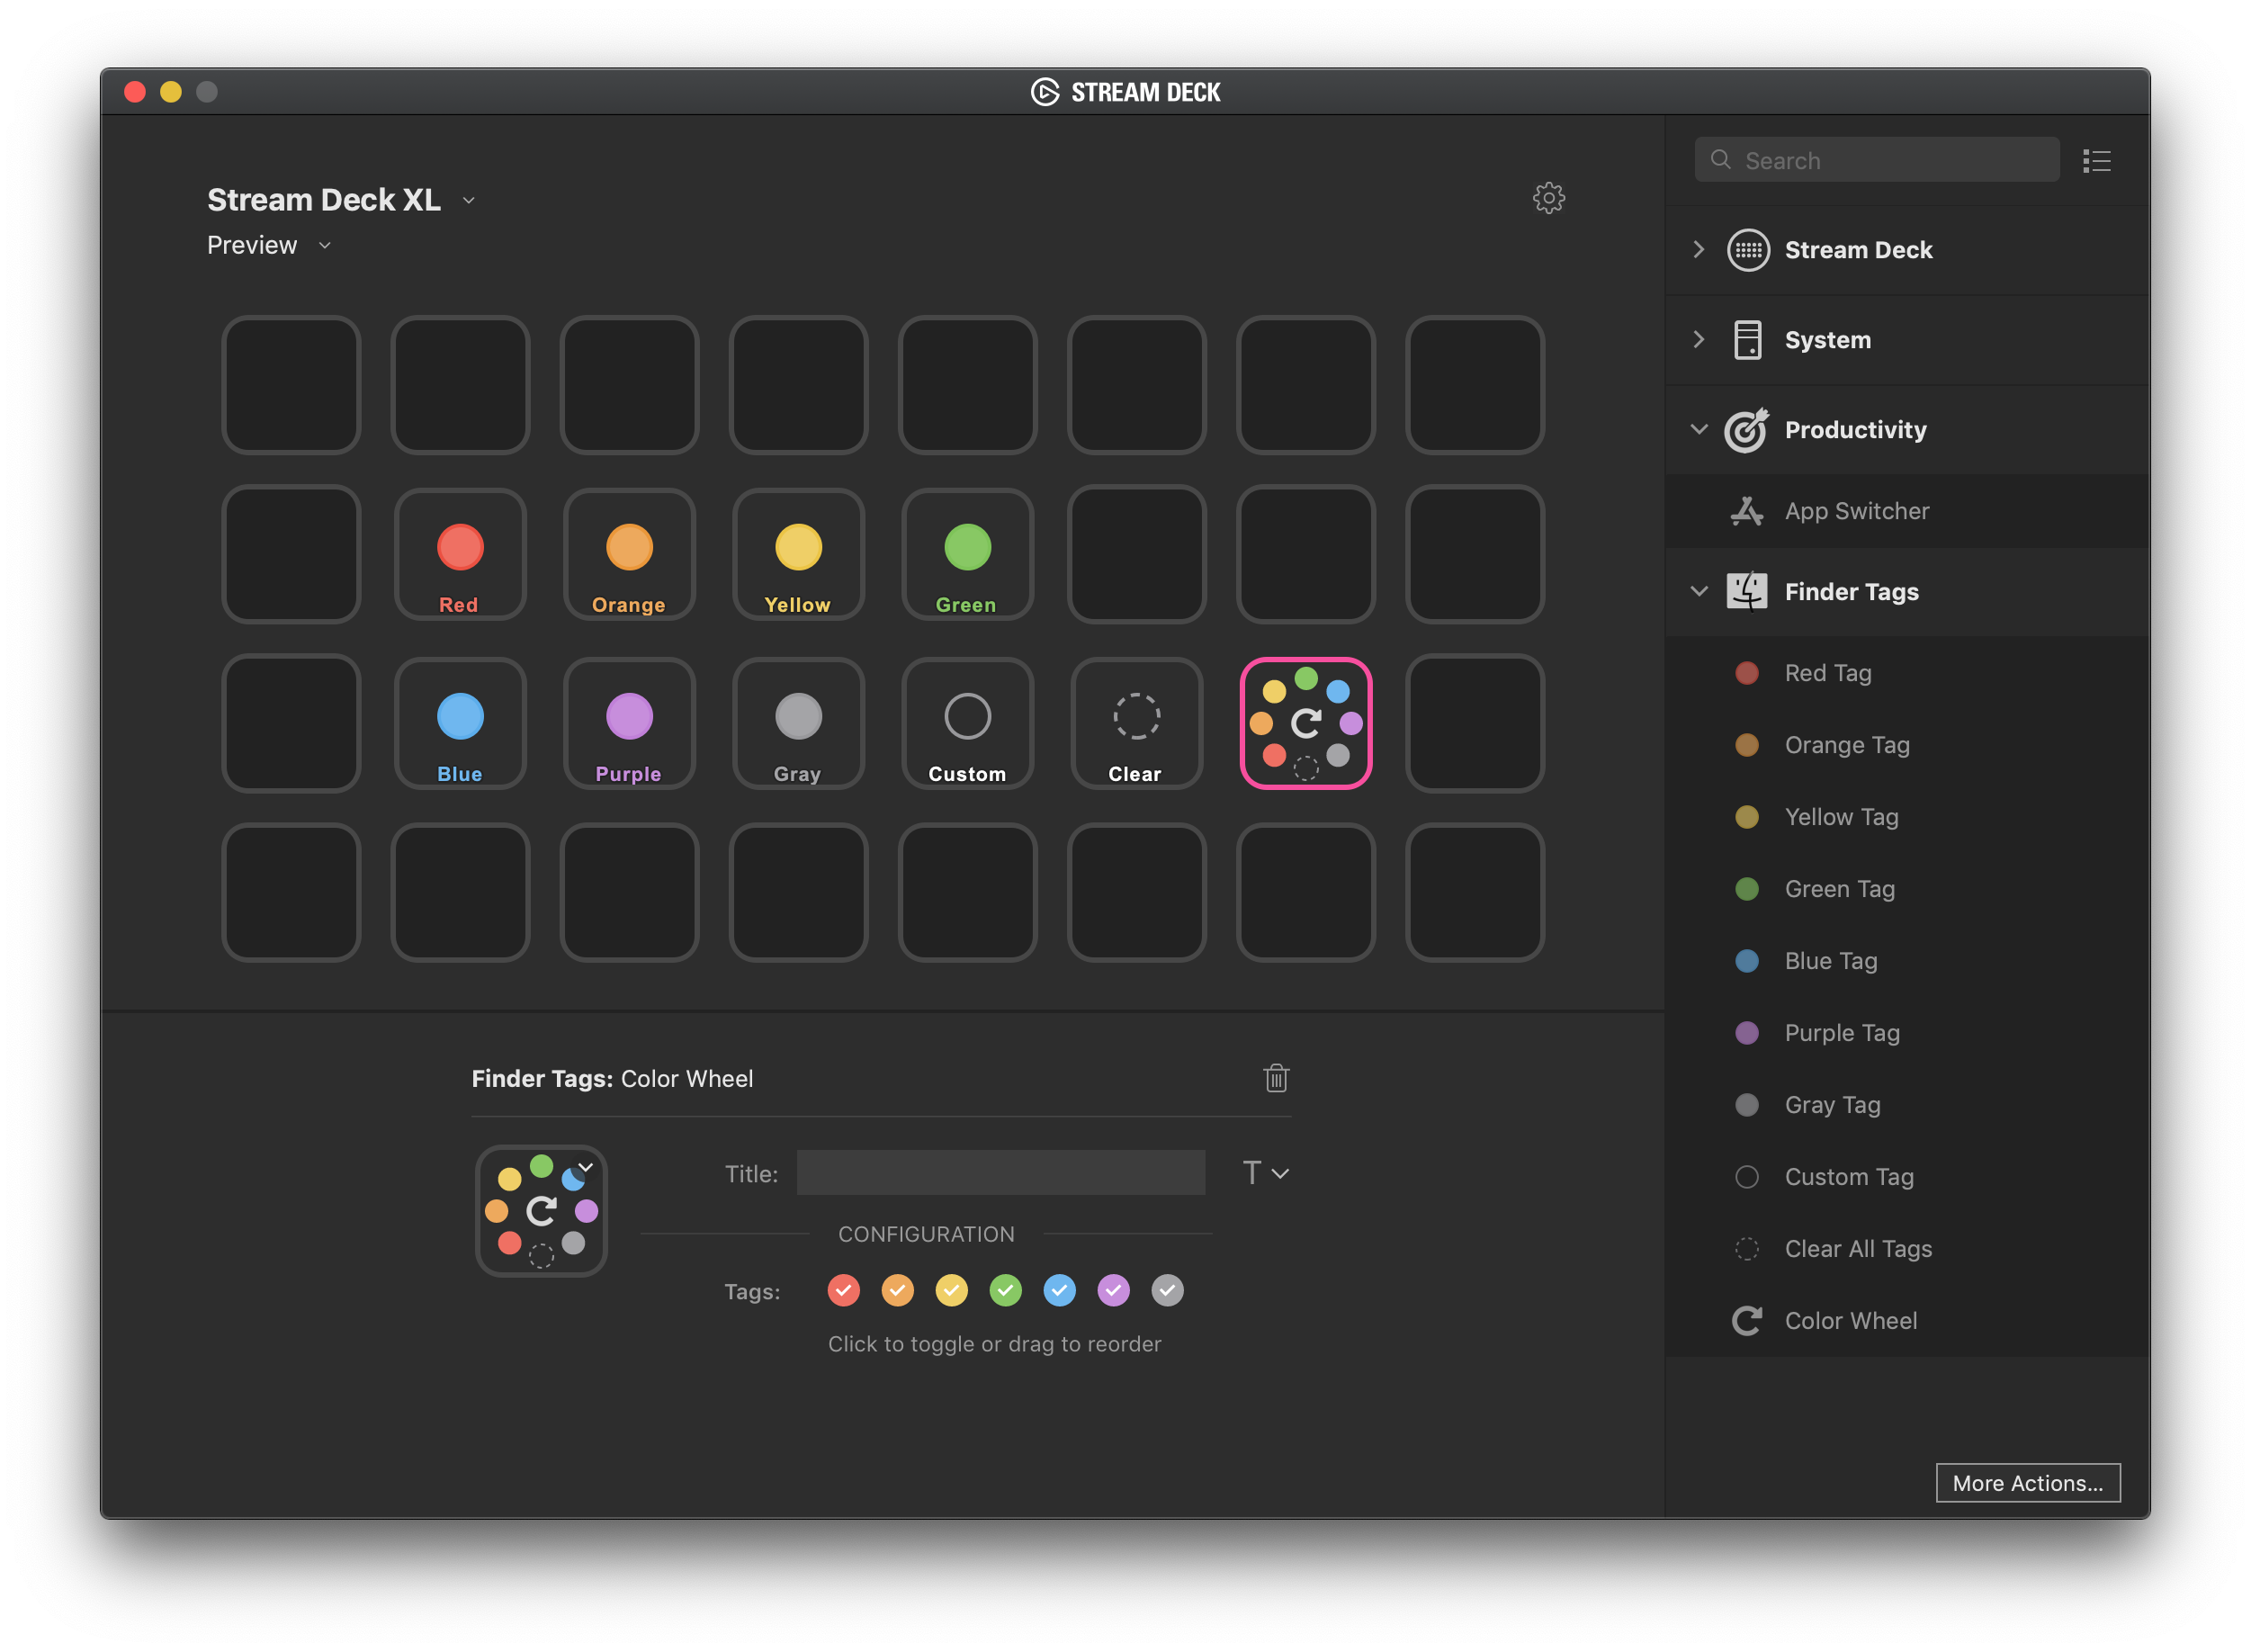 STREAM DECK
Stream Deck XL
Preview
Red
Orange
Yellow
Green
Blue
Purple
Gray
Custom
Clear
Finder Tags: Color Wheel
Title:
T
CONFIGURATION
Tags:
Click to toggle or drag to reorder
Search
Stream Deck
System
Productivity
App Switcher
Finder Tags
Red Tag
Orange Tag
Yellow Tag
Green Tag
Blue Tag
Purple Tag
Gray Tag
Custom Tag
Clear All Tags
Color Wheel
More Actions...